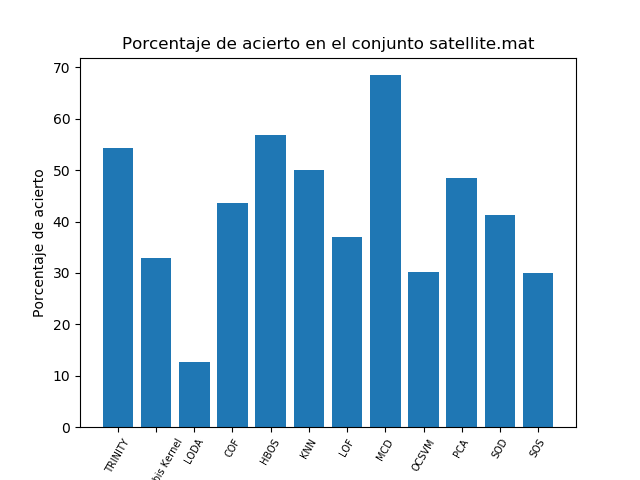 Porcentaje de acierto en el conjunto satellite.mat
Porcentaje de acierto
70
60
50
40
30
20
10
0
TRINITY
Kernel
LODA
COF
HBOS
KNN
LOF
MCD
OCSVM
PCA
SOD
SOS